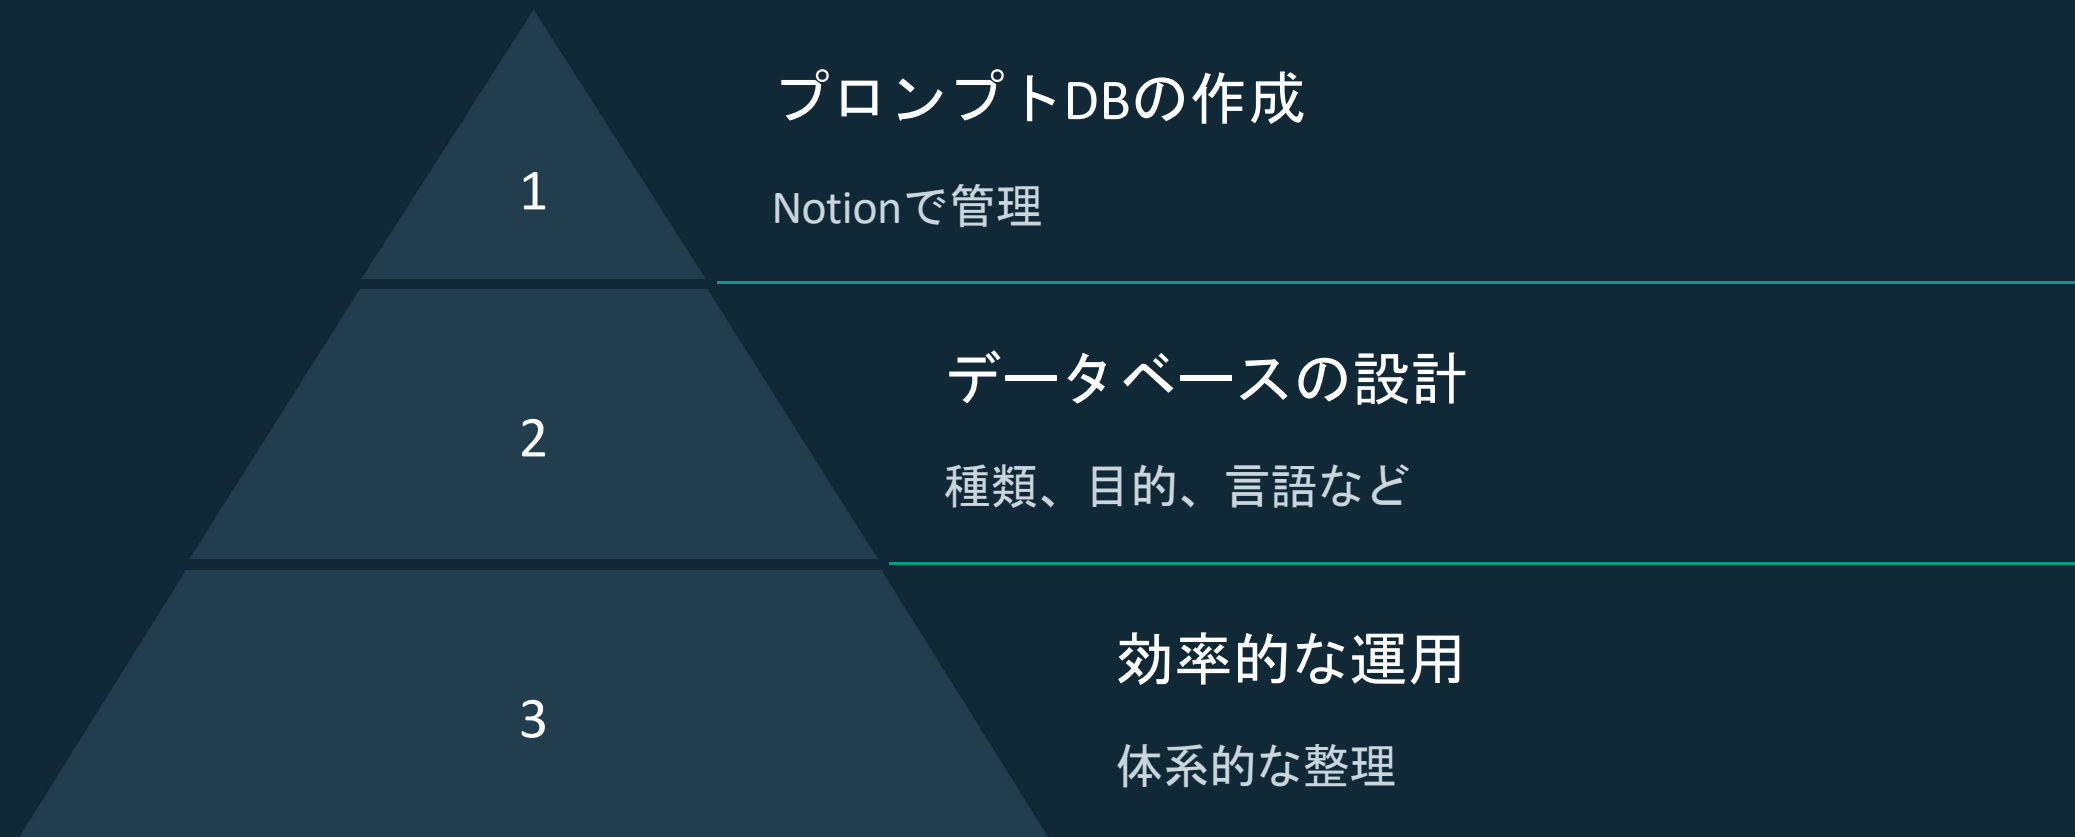 1
プロンプトDBの作成
Notionで管理
2
データベースの設計
種類、目的、言語など
3
効率的な運用
体系的な整理